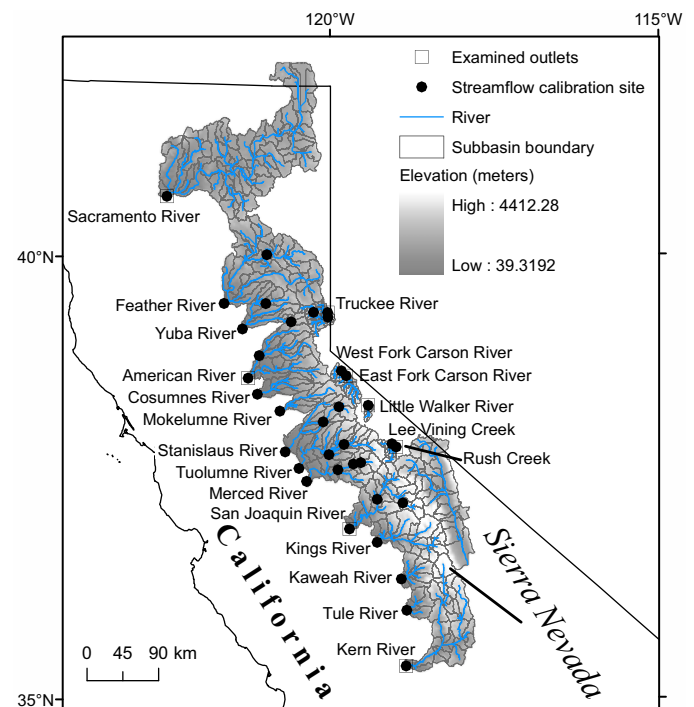 120°W
115°W
Examined outlets
Streamflow calibration site
River
Subbasin boundary
Elevation (meters)
High : 4412.28
Low : 39.3192
Sacramento River
40°N
Feather River
Truckee River
Yuba River
West Fork Carson River
American River
East Fork Carson River
Cosumnes River
Little Walker River
Mokelumne River
Lee Vining Creek
Stanislaus River
Rush Creek
Tuolumne River
Merced River
San Joaquin River
Kings River
Kaweah River
Tule River
Kern River
California
Sierra Nevada
0 45 90 km
35°N